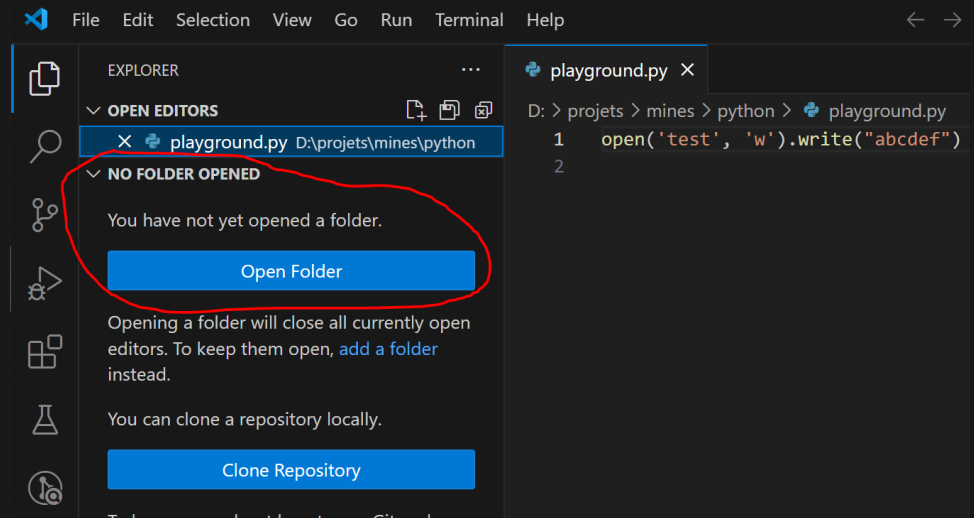 File Edit Selection View Go Run Terminal Help
EXPLORER
OPEN EDITORS
playground.py D:\projets\mines\python
NO FOLDER OPENED
You have not yet opened a folder.
Open Folder
Opening a folder will close all currently open
editors. To keep them open, add a folder
instead.
You can clone a repository locally.
Clone Repository
playground.py
D: > projets > mines > python > playground.py
1 open('test', 'w').write("abcdef")
2